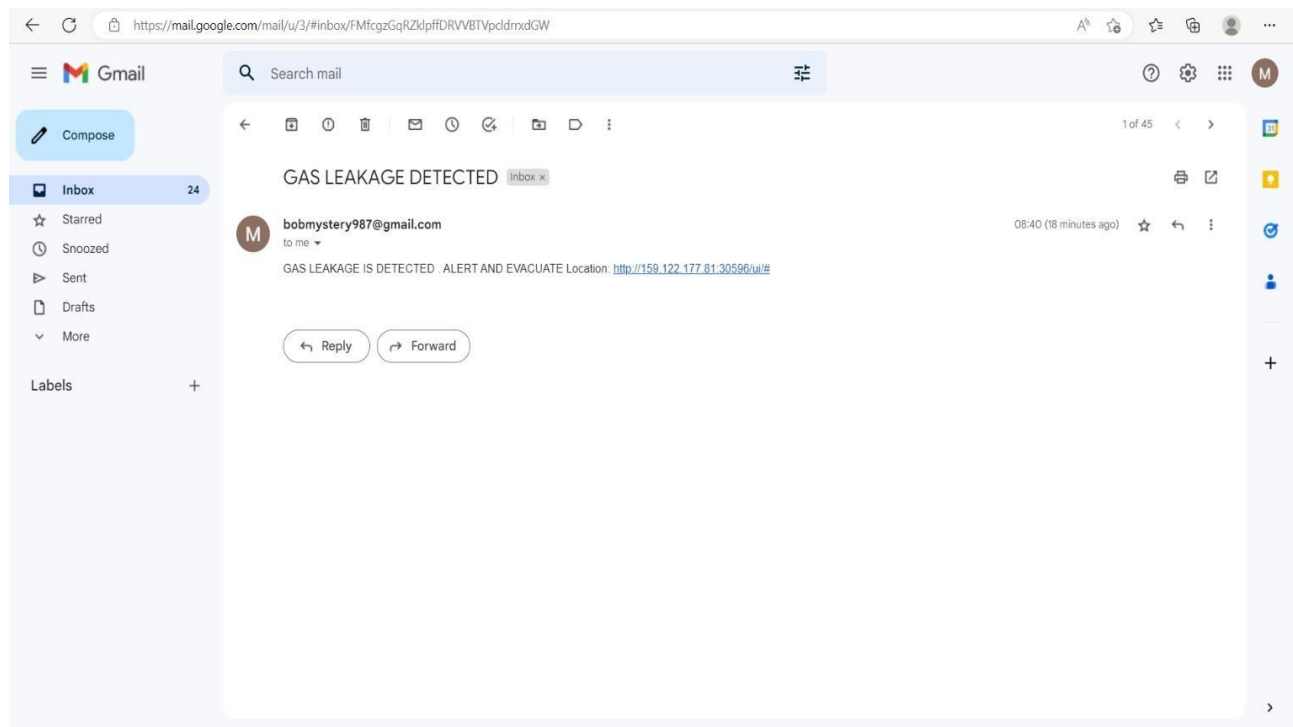 https://mail.google.com/mail/u/3/#inbox/FMfcgzGqRZklpffDRVVBTVpcldrrxdGW
Gmail
Search mail
M
Compose
1 of 45
31
GAS LEAKAGE DETECTED Inbox ×
Inbox 24
Starred
bobmystery987@gmail.com 08:40 (18 minutes ago)
M
to me
Snoozed
GAS LEAKAGE IS DETECTED . ALERT AND EVACUATE Location: http://159.122.177.81:30596/ui/#
Sent
Drafts
More
Reply Forward
Labels +